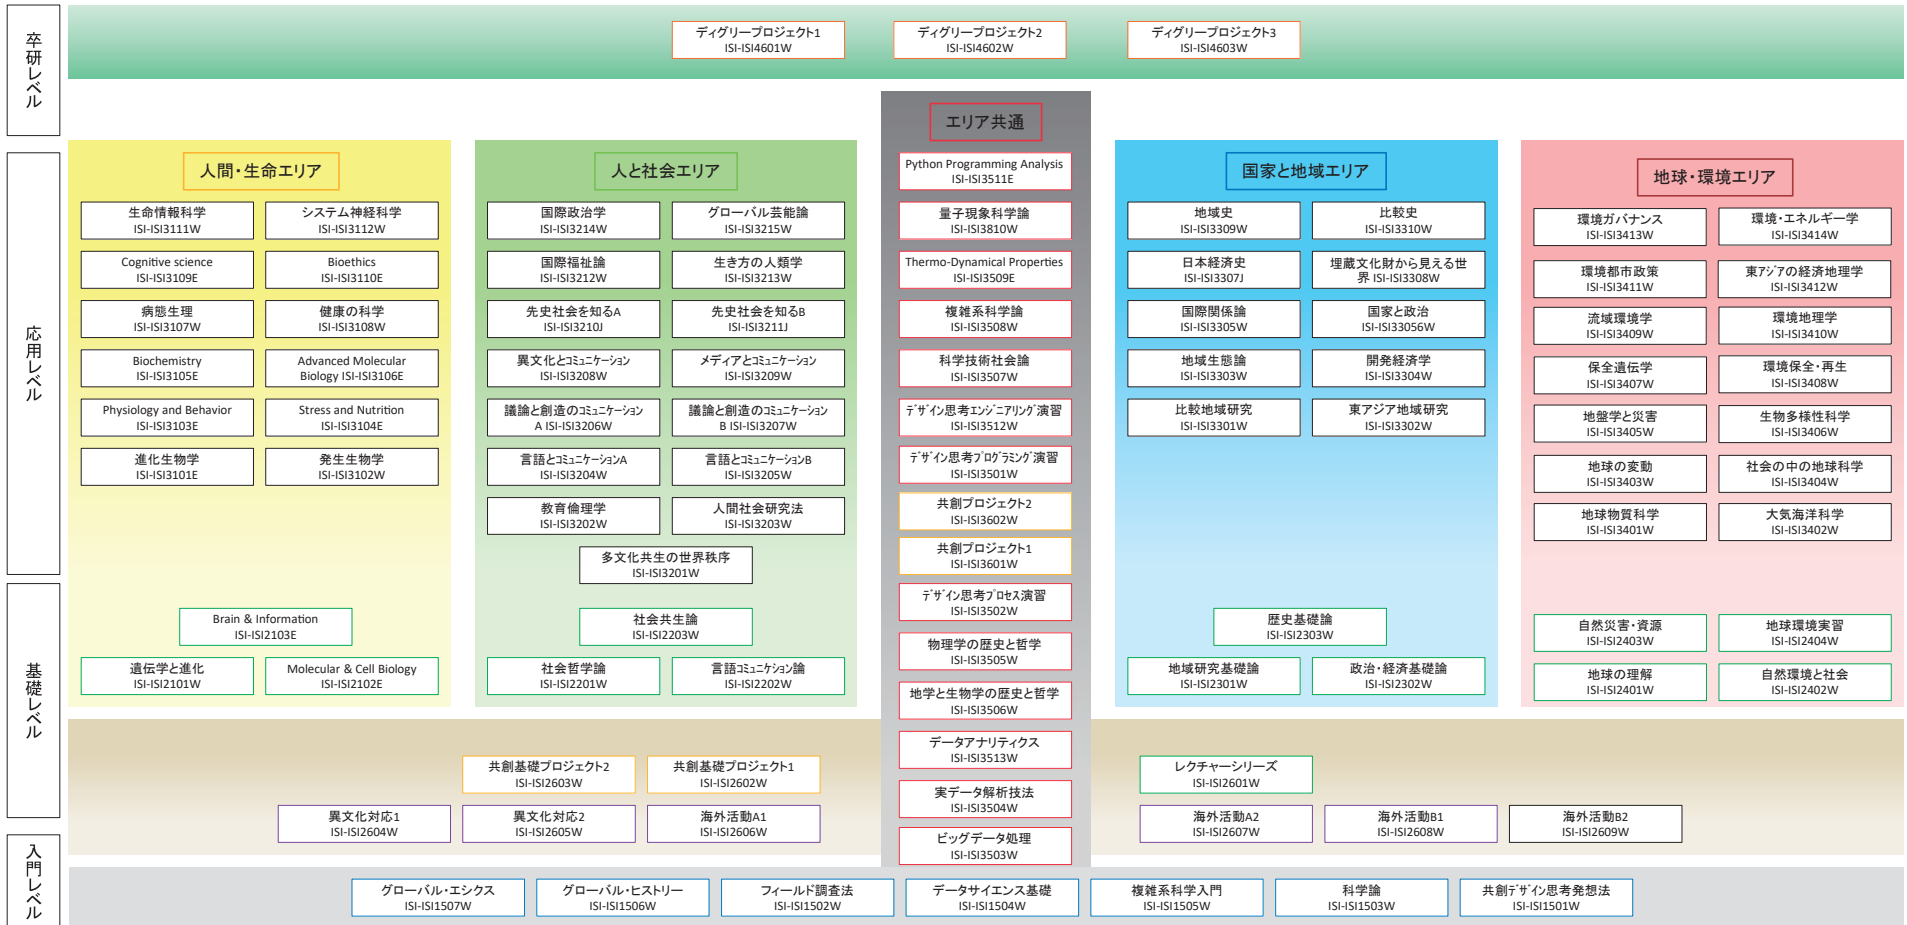 卒研レベル
ディグリープロジェクト1
ISI-ISI4601W
ディグリープロジェクト2
ISI-ISI4602W
ディグリープロジェクト3
ISI-ISI4603W
応用レベル
人間・生命エリア
生命情報科学
ISI-ISI3111W
システム神経科学
ISI-ISI3112W
Cognitive science
ISI-ISI3109E
Bioethics
ISI-ISI3110E
病態生理
ISI-ISI3107W
健康の科学
ISI-ISI3108W
Biochemistry
ISI-ISI3105E
Advanced Molecular
Biology ISI-ISI3106E
Physiology and Behavior
ISI-ISI3103E
Stress and Nutrition
ISI-ISI3104E
進化生物学
ISI-ISI3101E
発生生物学
ISI-ISI3102W
人と社会エリア
国際政治学
ISI-ISI3214W
グローバル芸能論
ISI-ISI3215W
国際福祉論
ISI-ISI3212W
生き方の人類学
ISI-ISI3213W
先史社会を知るA
ISI-ISI3210J
先史社会を知るB
ISI-ISI3211J
異文化とコミュニケーション
ISI-ISI3208W
メディアとコミュニケーション
ISI-ISI3209W
議論と創造のコミュニケーション
A ISI-ISI3206W
議論と創造のコミュニケーション
B ISI-ISI3207W
言語とコミュニケーションA
ISI-ISI3204W
言語とコミュニケーションB
ISI-ISI3205W
教育倫理学
ISI-ISI3202W
人間社会研究法
ISI-ISI3203W
多文化共生の世界秩序
ISI-ISI3201W
エリア共通
Python Programming Analysis
ISI-ISI3511E
量子現象科学論
ISI-ISI3810W
Thermo-Dynamical Properties
ISI-ISI3509E
複雑系科学論
ISI-ISI3508W
科学技術社会論
ISI-ISI3507W
デザイン思考エンジニアリング演習
ISI-ISI3512W
デザイン思考プログラミング演習
ISI-ISI3501W
共創プロジェクト2
ISI-ISI3602W
共創プロジェクト1
ISI-ISI3601W
デザイン思考プロセス演習
ISI-ISI3502W
物理学の歴史と哲学
ISI-ISI3505W
地学と生物学の歴史と哲学
ISI-ISI3506W
データアナリティクス
ISI-ISI3513W
実データ解析技法
ISI-ISI3504W
ビッグデータ処理
ISI-ISI3503W
国家と地域エリア
地域史
ISI-ISI3309W
比較史
ISI-ISI3310W
日本経済史
ISI-ISI3307J
埋蔵文化財から見える世
界 ISI-ISI3308W
国際関係論
ISI-ISI3305W
国家と政治
ISI-ISI33056W
地域生態論
ISI-ISI3303W
開発経済学
ISI-ISI3304W
比較地域研究
ISI-ISI3301W
東アジア地域研究
ISI-ISI3302W
地球・環境エリア
環境ガバナンス
ISI-ISI3413W
環境・エネルギー学
ISI-ISI3414W
環境都市政策
ISI-ISI3411W
東アジアの経済地理学
ISI-ISI3412W
流域環境学
ISI-ISI3409W
環境地理学
ISI-ISI3410W
保全遺伝学
ISI-ISI3407W
環境保全・再生
ISI-ISI3408W
地盤学と災害
ISI-ISI3405W
生物多様性科学
ISI-ISI3406W
地球の変動
ISI-ISI3403W
社会の中の地球科学
ISI-ISI3404W
地球物質科学
ISI-ISI3401W
大気海洋科学
ISI-ISI3402W
基礎レベル
Brain & Information
ISI-ISI2103E
遺伝学と進化
ISI-ISI2101W
Molecular & Cell Biology
ISI-ISI2102E
社会共生論
ISI-ISI2203W
社会哲学論
ISI-ISI2201W
言語コミュニケション論
ISI-ISI2202W
歴史基礎論
ISI-ISI2303W
地域研究基礎論
ISI-ISI2301W
政治・経済基礎論
ISI-ISI2302W
自然災害・資源
ISI-ISI2403W
地球環境実習
ISI-ISI2404W
地球の理解
ISI-ISI2401W
自然環境と社会
ISI-ISI2402W
共創基礎プロジェクト2
ISI-ISI2603W
共創基礎プロジェクト1
ISI-ISI2602W
レクチャーシリーズ
ISI-ISI2601W
異文化対応1
ISI-ISI2604W
異文化対応2
ISI-ISI2605W
海外活動A1
ISI-ISI2606W
海外活動A2
ISI-ISI2607W
海外活動B1
ISI-ISI2608W
海外活動B2
ISI-ISI2609W
入門レベル
グローバル・エシクス
ISI-ISI1507W
グローバル・ヒストリー
ISI-ISI1506W
フィールド調査法
ISI-ISI1502W
データサイエンス基礎
ISI-ISI1504W
複雑系科学入門
ISI-ISI1505W
科学論
ISI-ISI1503W
共創デザイン思考発想法
ISI-ISI1501W